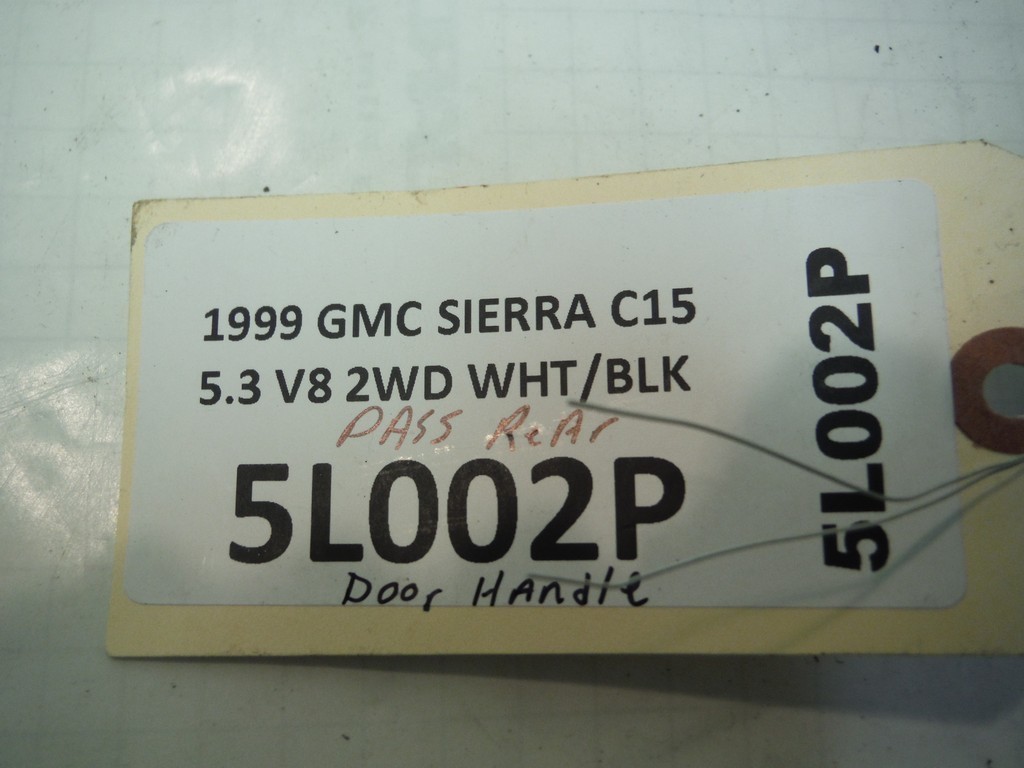 1999 GMC SIERRA C15
5.3 V8 2WD WHT/BLK
PASS ReAr
5L002P
Door HAndle
5L002P